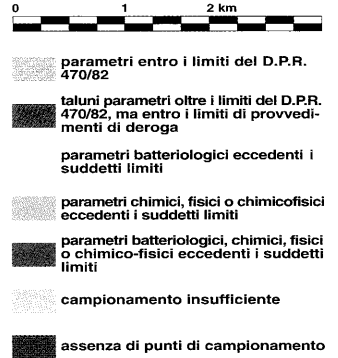 0 1 2 km
parametri entro i limiti del D.P.R.
470/82
taluni parametri oltre i limiti del D.P.R.
470/82, ma entro i limiti di provvedi-
menti di deroga
parametri batteriologici eccedenti i
suddetti limiti
parametri chimici, fisici o chimicofisici
eccedenti i suddetti limiti
parametri batteriologici, chimici, fisici
o chimico-fisici eccedenti i suddetti
limiti
campionamento insufficiente
assenza di punti di campionamento